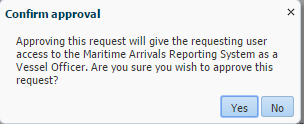 Confirm approval
Approving this request will give the requesting user
access to the Maritime Arrivals Reporting System as a
Vessel Officer. Are you sure you wish to approve this
request?
Yes No